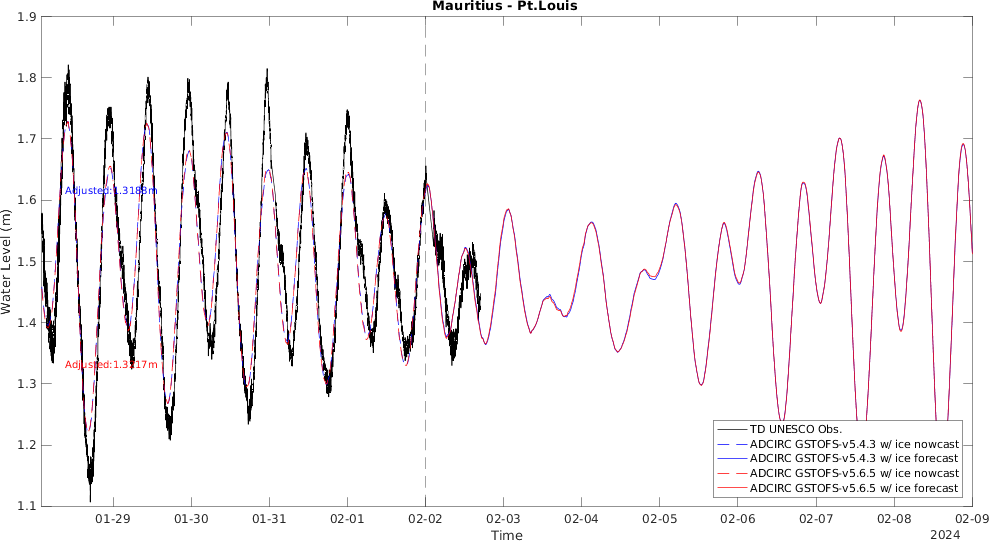 Mauritius - Pt.Louis
Water Level (m)
1.9
1.8
1.7
1.6
1.5
1.4
1.3
1.2
1.1
Adjusted:1.3188m
Adjusted:1.3217m
TD UNESCO Obs.
ADCIRC GSTOFS-v5.4.3 w/ ice nowcast
ADCIRC GSTOFS-v5.4.3 w/ ice forecast
ADCIRC GSTOFS-v5.6.5 w/ ice nowcast
ADCIRC GSTOFS-v5.6.5 w/ ice forecast
01-29 01-30 01-31 02-01 02-02 02-03 02-04 02-05 02-06 02-07 02-08 02-09
Time
2024